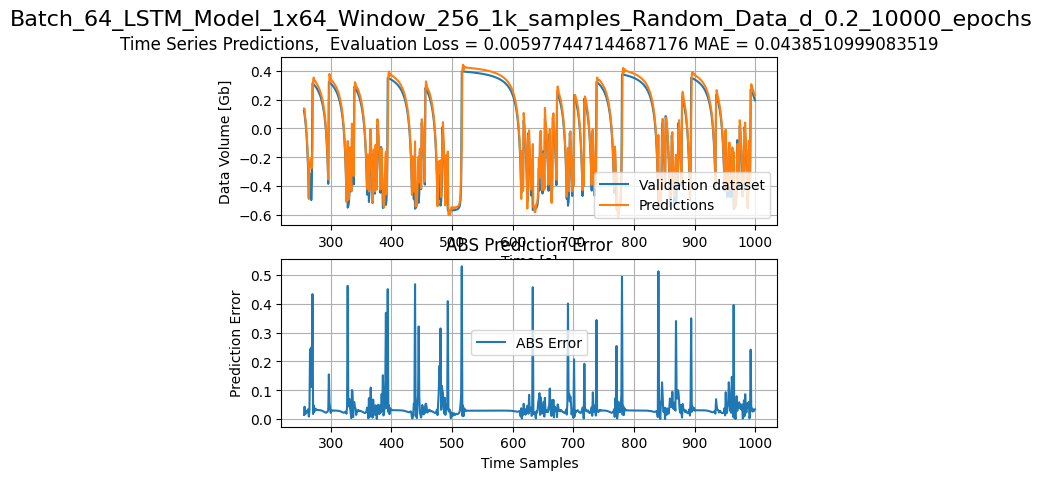 Batch_64_LSTM_Model_1x64_Window_256_1k_samples_Random_Data_d_0.2_10000_epochs
Time Series Predictions,  Evaluation Loss = 0.005977447144687176 MAE = 0.0438510999083519
0.4
0.2
0.0
−0.2
−0.4
−0.6
Data Volume [Gb]
Validation dataset
Predictions
300 400 500 600 700 800 900 1000
Time [s]
ABS Prediction Error
0.5
0.4
0.3
0.2
0.1
0.0
Prediction Error
ABS Error
300 400 500 600 700 800 900 1000
Time Samples